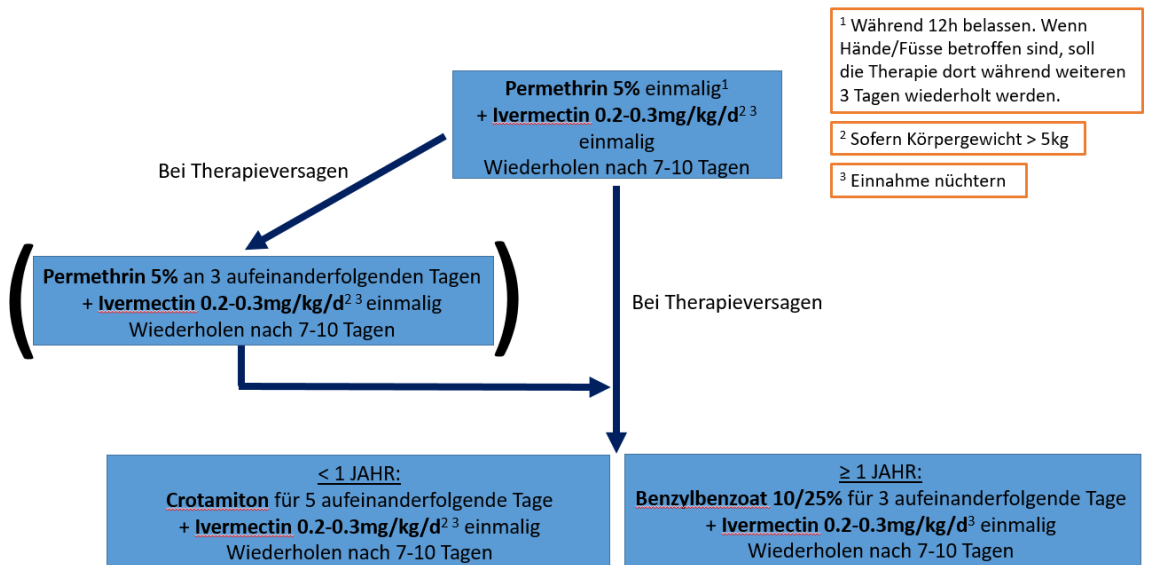 ¹ Während 12h belassen. Wenn
Hände/Füsse betroffen sind, soll
die Therapie dort während weiteren
3 Tagen wiederholt werden.
² Sofern Körpergewicht > 5kg
³ Einnahme nüchtern
Permethrin 5% einmalig¹
+ Ivermectin 0.2-0.3mg/kg/d² ³
einmalig
Wiederholen nach 7-10 Tagen
Bei Therapieversagen
(
Permethrin 5% an 3 aufeinanderfolgenden Tagen
+ Ivermectin 0.2-0.3mg/kg/d² ³ einmalig
Wiederholen nach 7-10 Tagen
)
Bei Therapieversagen
< 1 JAHR:
Crotamiton für 5 aufeinanderfolgende Tage
+ Ivermectin 0.2-0.3mg/kg/d² ³ einmalig
Wiederholen nach 7-10 Tagen
≥ 1 JAHR:
Benzylbenzoat 10/25% für 3 aufeinanderfolgende Tage
+ Ivermectin 0.2-0.3mg/kg/d³ einmalig
Wiederholen nach 7-10 Tagen